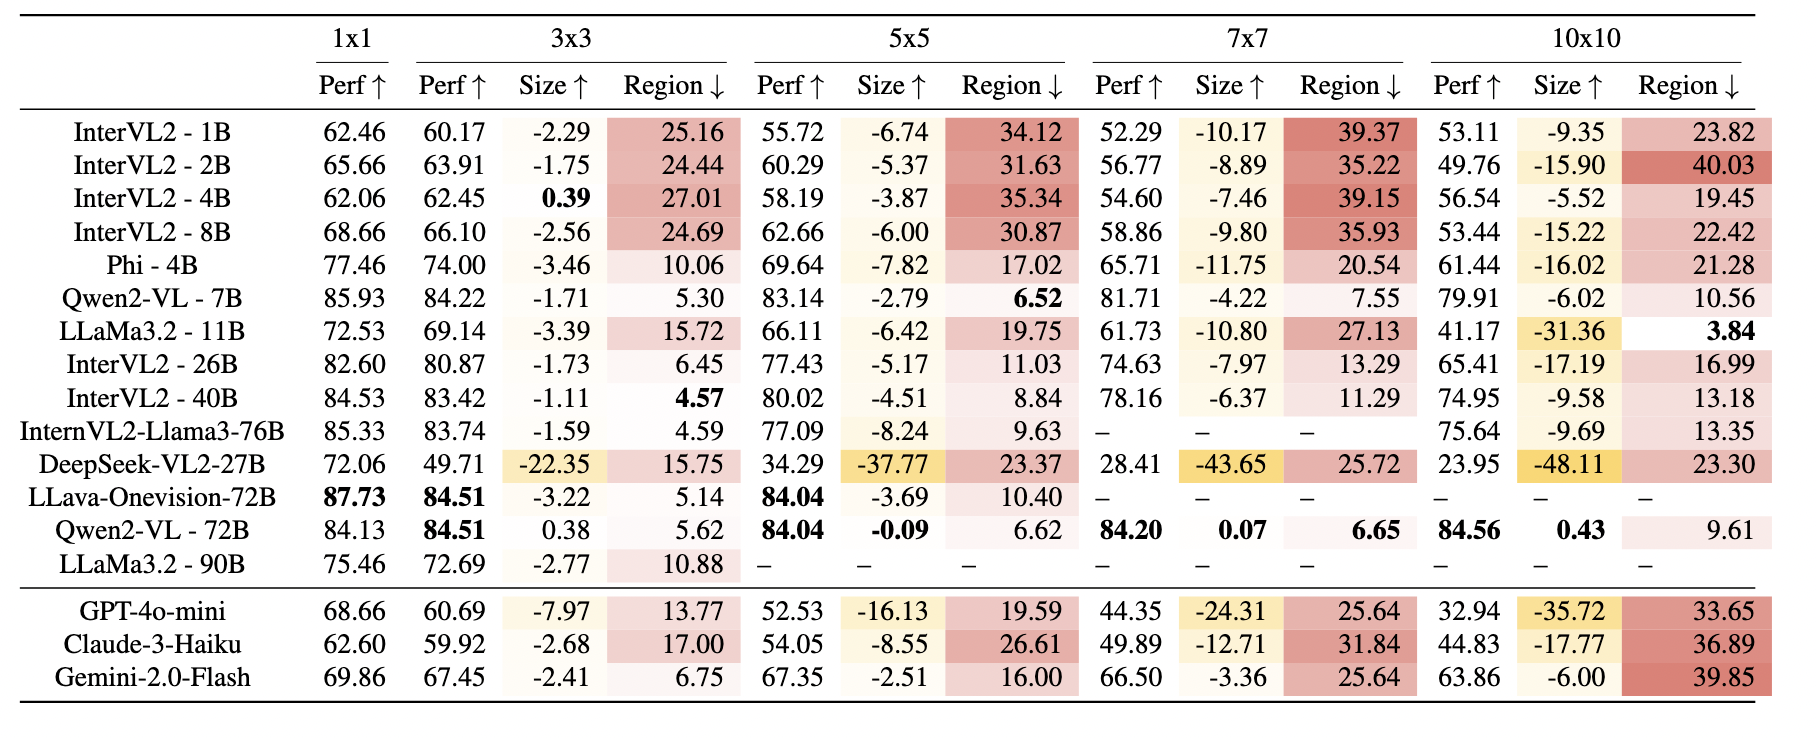 1x1 3x3 5x5 7x7 10x10
Perf ↑ Perf ↑ Size ↑ Region ↓ Perf ↑ Size ↑ Region ↓ Perf ↑ Size ↑ Region ↓ Perf ↑ Size ↑ Region ↓
InterVL2 - 1B 62.46 60.17 -2.29 25.16 55.72 -6.74 34.12 52.29 -10.17 39.37 53.11 -9.35 23.82
InterVL2 - 2B 65.66 63.91 -1.75 24.44 60.29 -5.37 31.63 56.77 -8.89 35.22 49.76 -15.90 40.03
InterVL2 - 4B 62.06 62.45 0.39 27.01 58.19 -3.87 35.34 54.60 -7.46 39.15 56.54 -5.52 19.45
InterVL2 - 8B 68.66 66.10 -2.56 24.69 62.66 -6.00 30.87 58.86 -9.80 35.93 53.44 -15.22 22.42
Phi - 4B 77.46 74.00 -3.46 10.06 69.64 -7.82 17.02 65.71 -11.75 20.54 61.44 -16.02 21.28
Qwen2-VL - 7B 85.93 84.22 -1.71 5.30 83.14 -2.79 6.52 81.71 -4.22 7.55 79.91 -6.02 10.56
LLaMa3.2 - 11B 72.53 69.14 -3.39 15.72 66.11 -6.42 19.75 61.73 -10.80 27.13 41.17 -31.36 3.84
InterVL2 - 26B 82.60 80.87 -1.73 6.45 77.43 -5.17 11.03 74.63 -7.97 13.29 65.41 -17.19 16.99
InterVL2 - 40B 84.53 83.42 -1.11 4.57 80.02 -4.51 8.84 78.16 -6.37 11.29 74.95 -9.58 13.18
InternVL2-Llama3-76B 85.33 83.74 -1.59 4.59 77.09 -8.24 9.63 – – – 75.64 -9.69 13.35
DeepSeek-VL2-27B 72.06 49.71 -22.35 15.75 34.29 -37.77 23.37 28.41 -43.65 25.72 23.95 -48.11 23.30
LLava-Onevision-72B 87.73 84.51 -3.22 5.14 84.04 -3.69 10.40 – – – – – –
Qwen2-VL - 72B 84.13 84.51 0.38 5.62 84.04 -0.09 6.62 84.20 0.07 6.65 84.56 0.43 9.61
LLaMa3.2 - 90B 75.46 72.69 -2.77 10.88 – – – – – – – – –
GPT-4o-mini 68.66 60.69 -7.97 13.77 52.53 -16.13 19.59 44.35 -24.31 25.64 32.94 -35.72 33.65
Claude-3-Haiku 62.60 59.92 -2.68 17.00 54.05 -8.55 26.61 49.89 -12.71 31.84 44.83 -17.77 36.89
Gemini-2.0-Flash 69.86 67.45 -2.41 6.75 67.35 -2.51 16.00 66.50 -3.36 25.64 63.86 -6.00 39.85